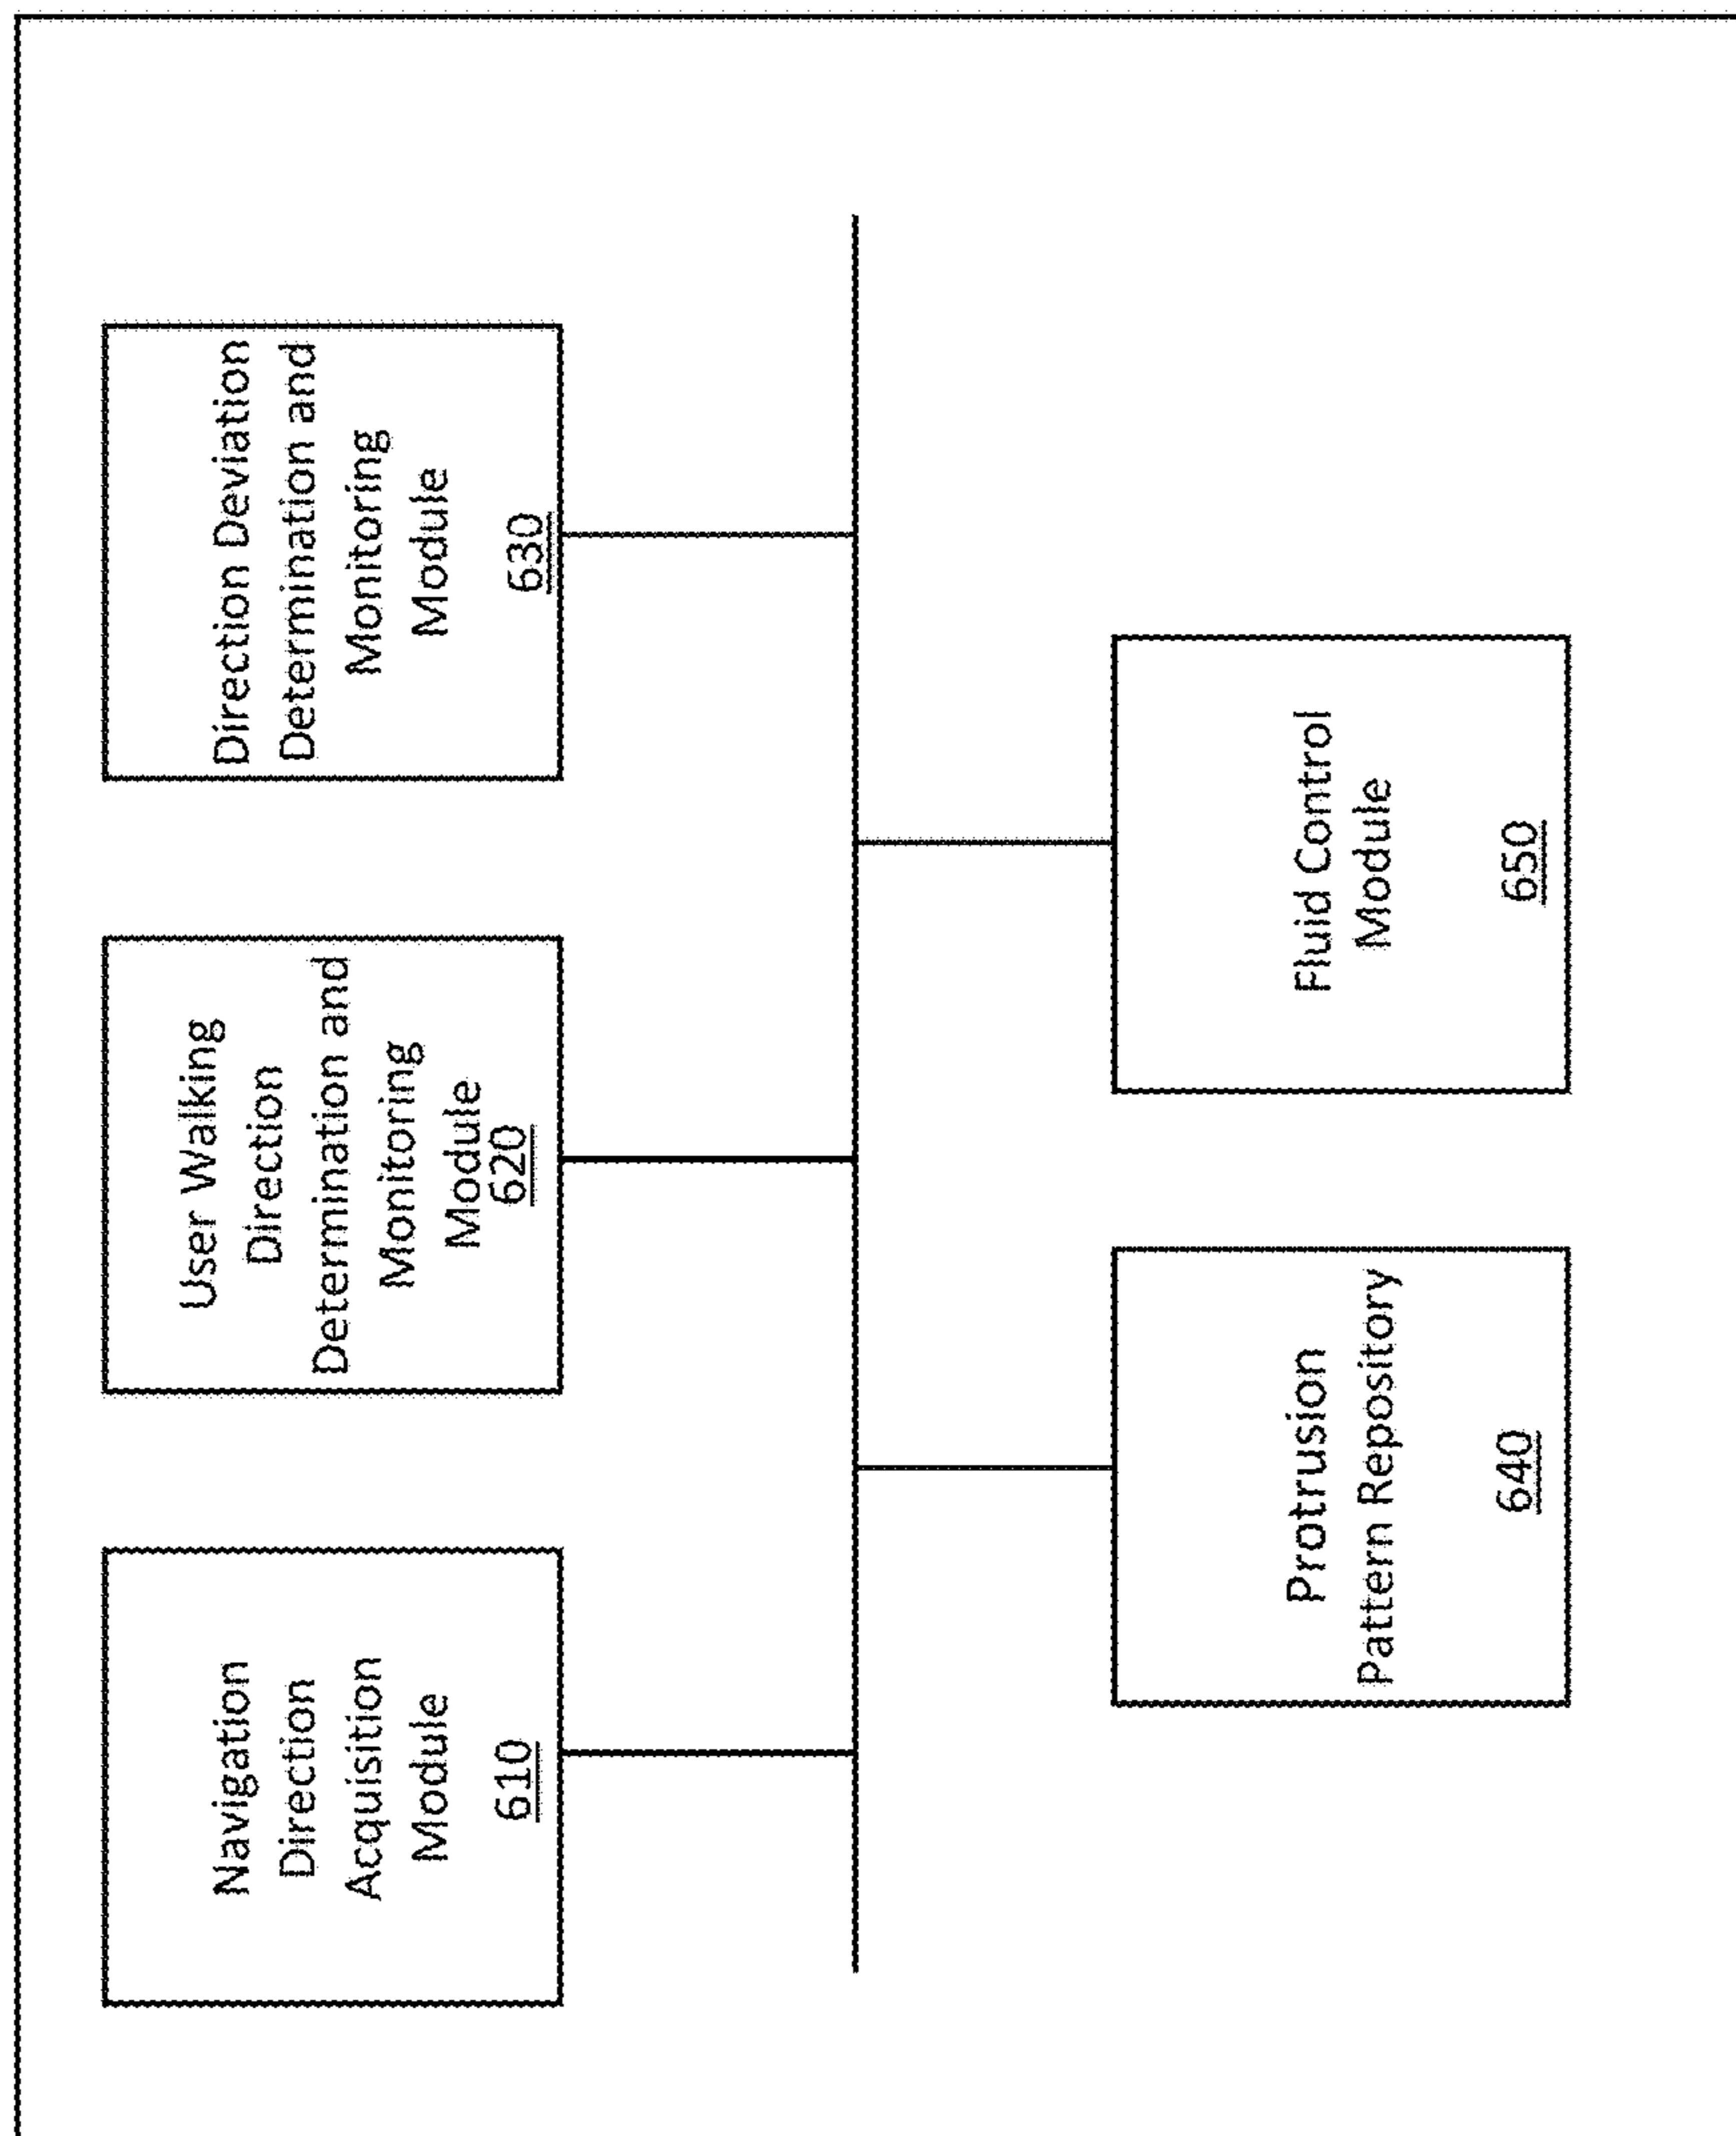 Navigation
Direction
Acquisition
Module
610
User Walking
Direction
Determination and
Monitoring
Module
620
Direction Deviation
Determination and
Monitoring
Module
630
Protrusion
Pattern Repository
640
Fluid Control
Module
650